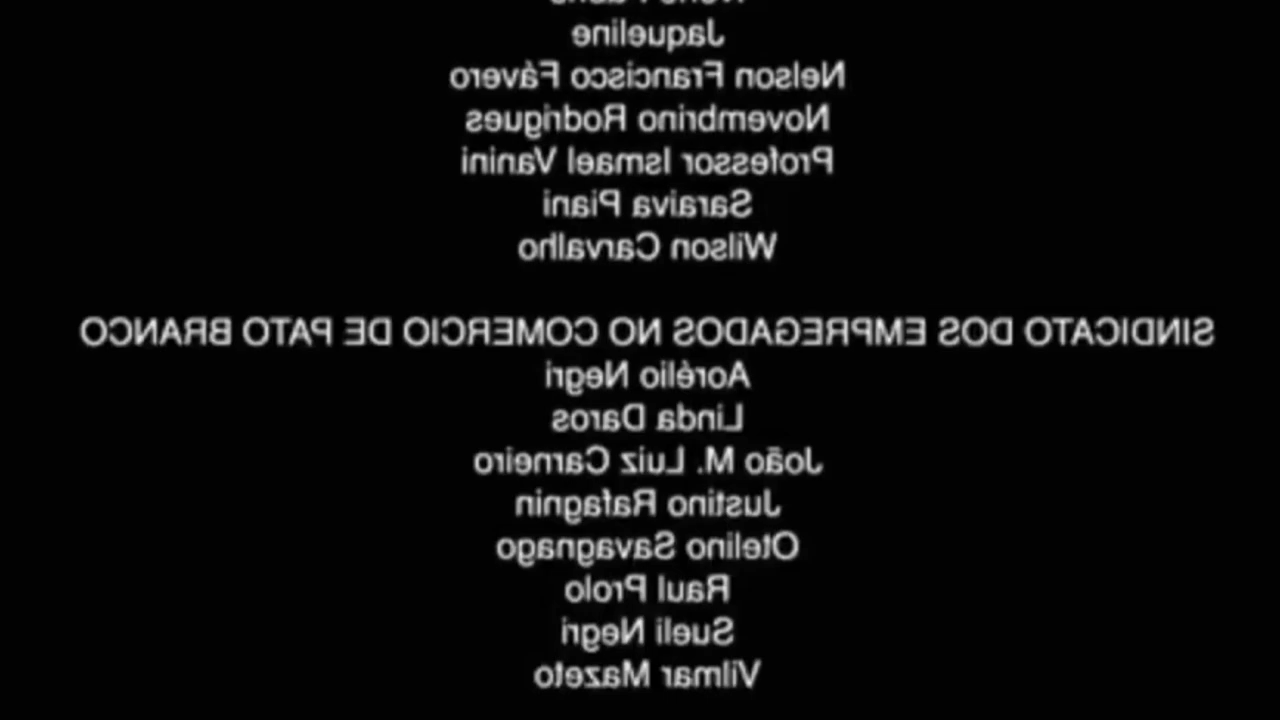 Jaqueline
Nelson Francisco Fávero
Novembrino Rodrigues
Professor Ismael Vanini
Saraiva Piani
Wilson Carvalho
SINDICATO DOS EMPREGADOS NO COMERCIO DE PATO BRANCO
Aorélio Negri
Linda Daros
João M. Luiz Carneiro
Justino Rafagnin
Otelino Savagnago
Raul Prolo
Sueli Negri
Vilmar Mazeto